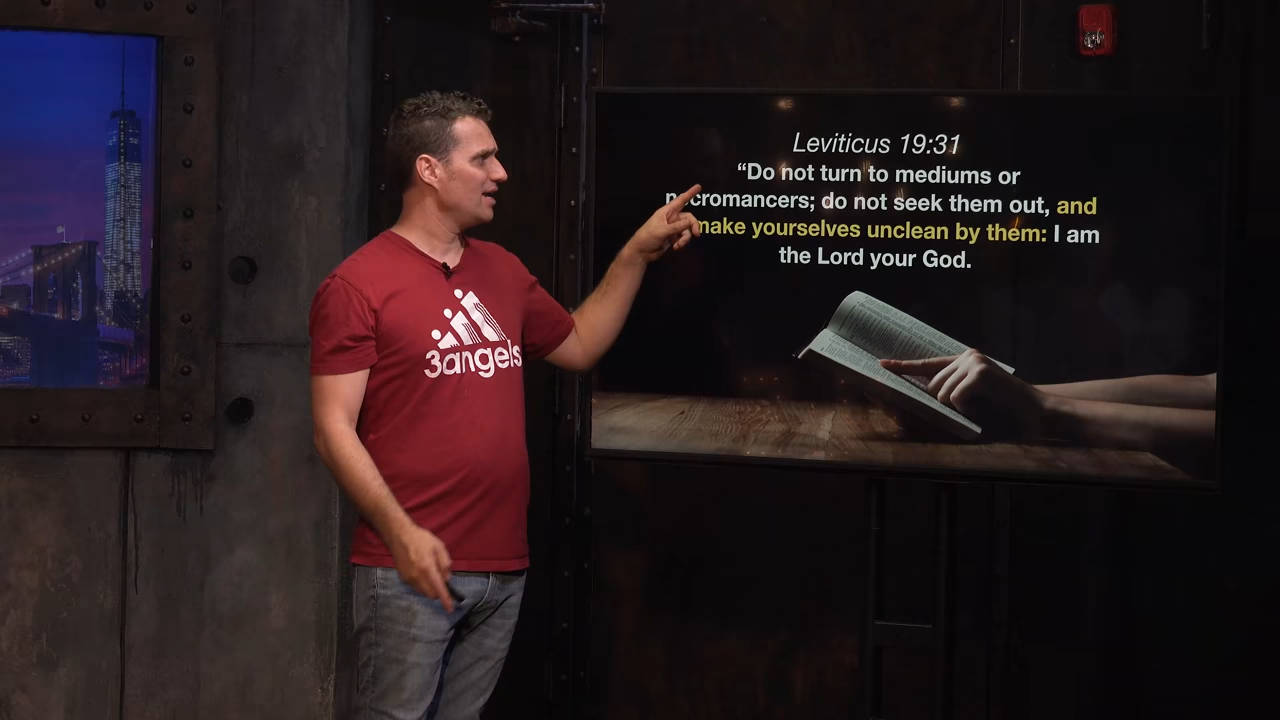 Leviticus 19:31
“Do not turn to mediums or
necromancers; do not seek them out, and
make yourselves unclean by them: I am
the Lord your God.
3angels